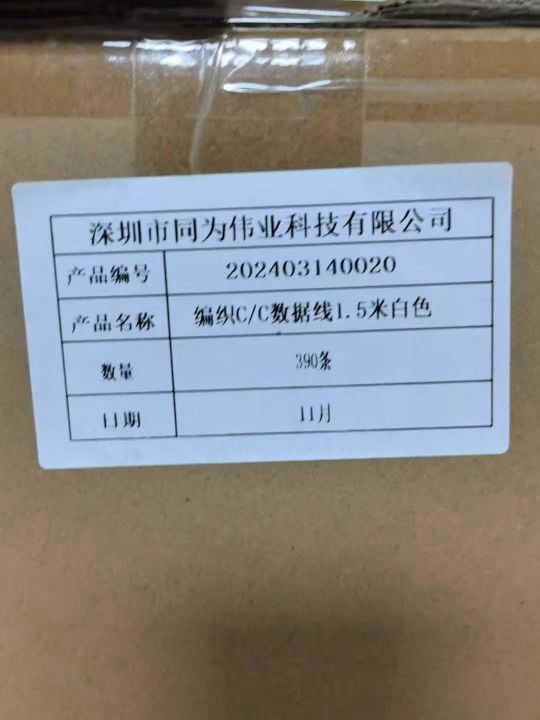 深圳市同为伟业科技有限公司
产品编号 202403140020
产品名称 编织C/C数据线1.5米白色
数量 390条
日期 11月